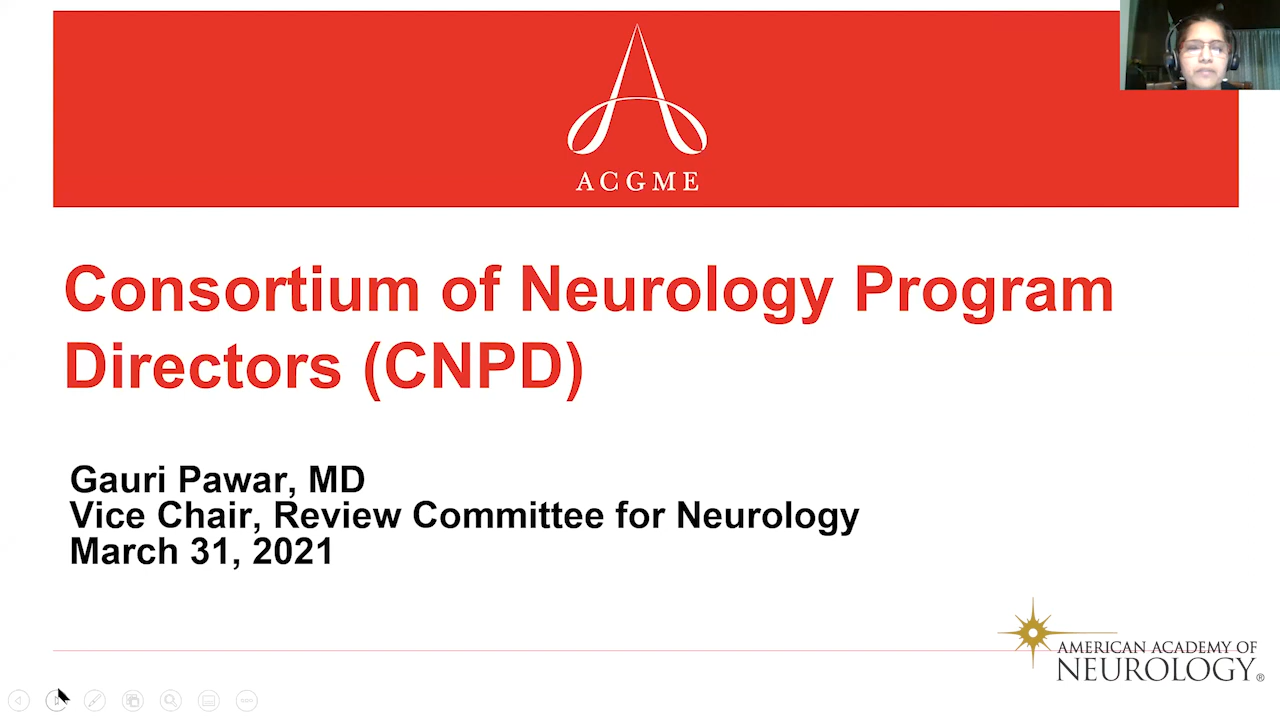 ACGME
Consortium of Neurology Program
Directors (CNPD)
Gauri Pawar, MD
Vice Chair, Review Committee for Neurology
March 31, 2021
AMERICAN ACADEMY OF
NEUROLOGY®